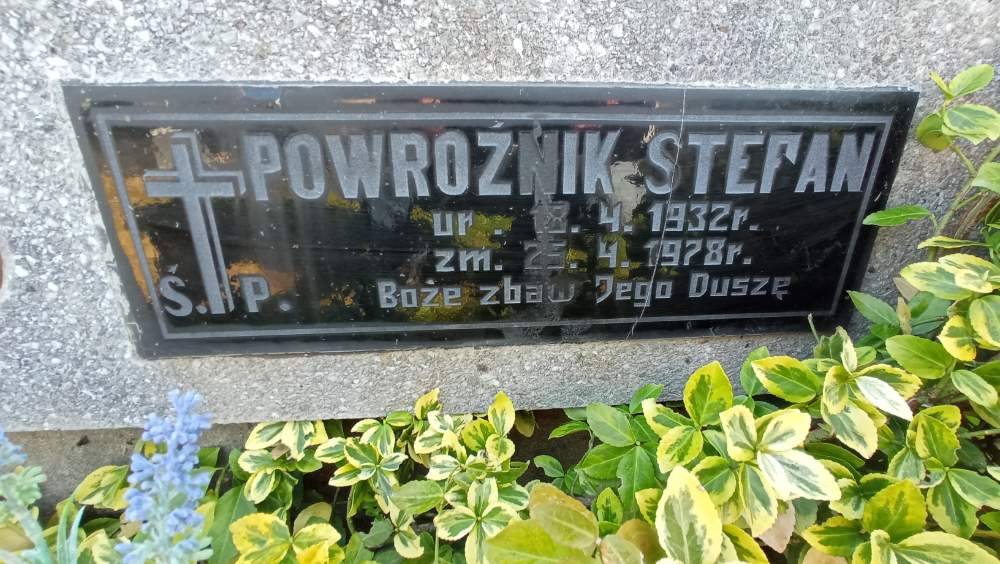 POWROŹNIK STEFAN
ur. . 4. 1932r.
zm. . 4. 1978r.
Ś.P. Boże zbaw Jego Duszę